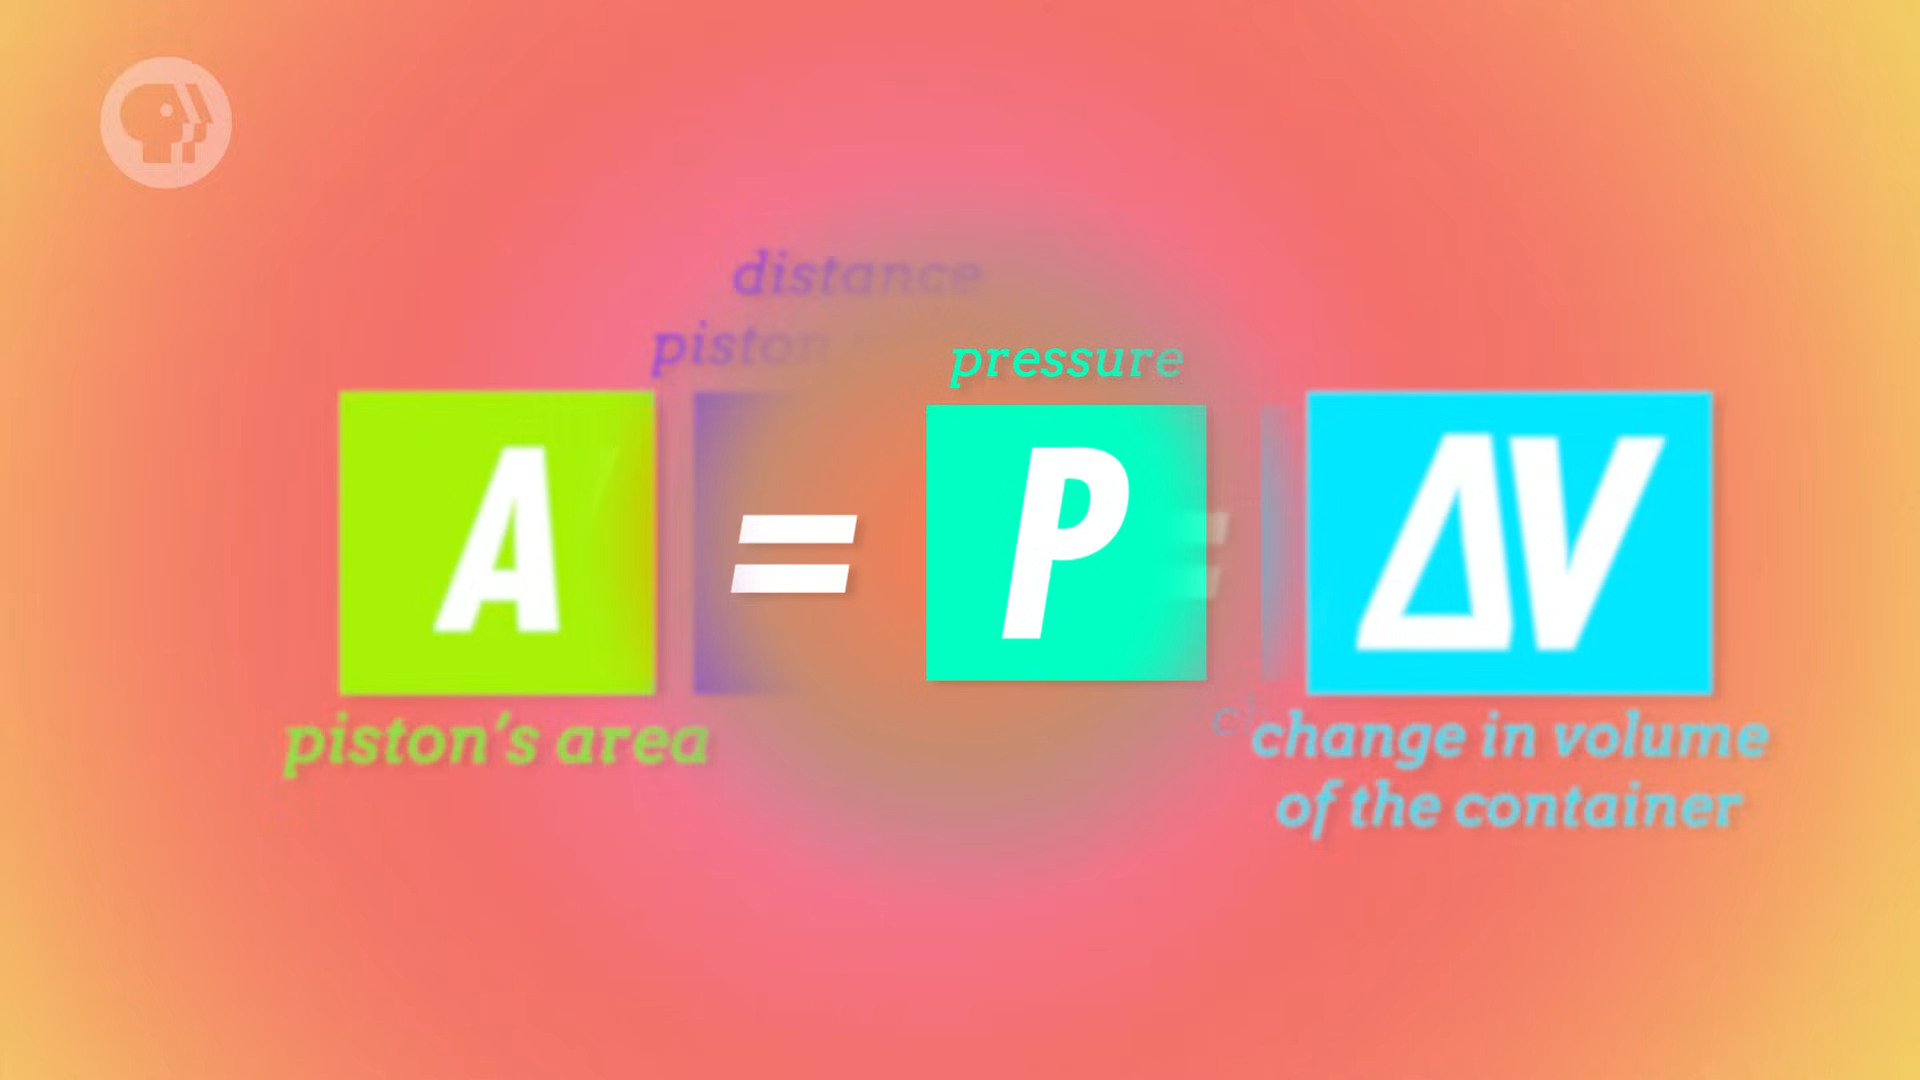 distance
piston
pressure
A = P = ΔV
piston's area
change in volume
of the container